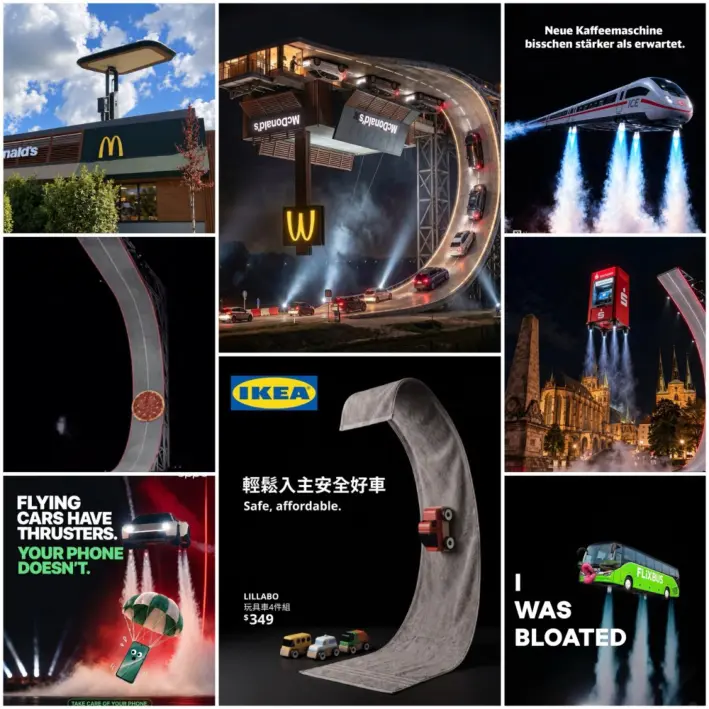 nald's
McDonald's
McDonald's
Neue Kaffeemaschine
bisschen stärker als erwartet.
ICE
IKEA
輕鬆入主安全好車
Safe, affordable.
LILLABO
玩具車4件組
$349
FLYING
CARS HAVE
THRUSTERS.
YOUR PHONE
DOESN'T.
TAKE CARE OF YOUR PHONE.
FLIXBUS
I
WAS
BLOATED